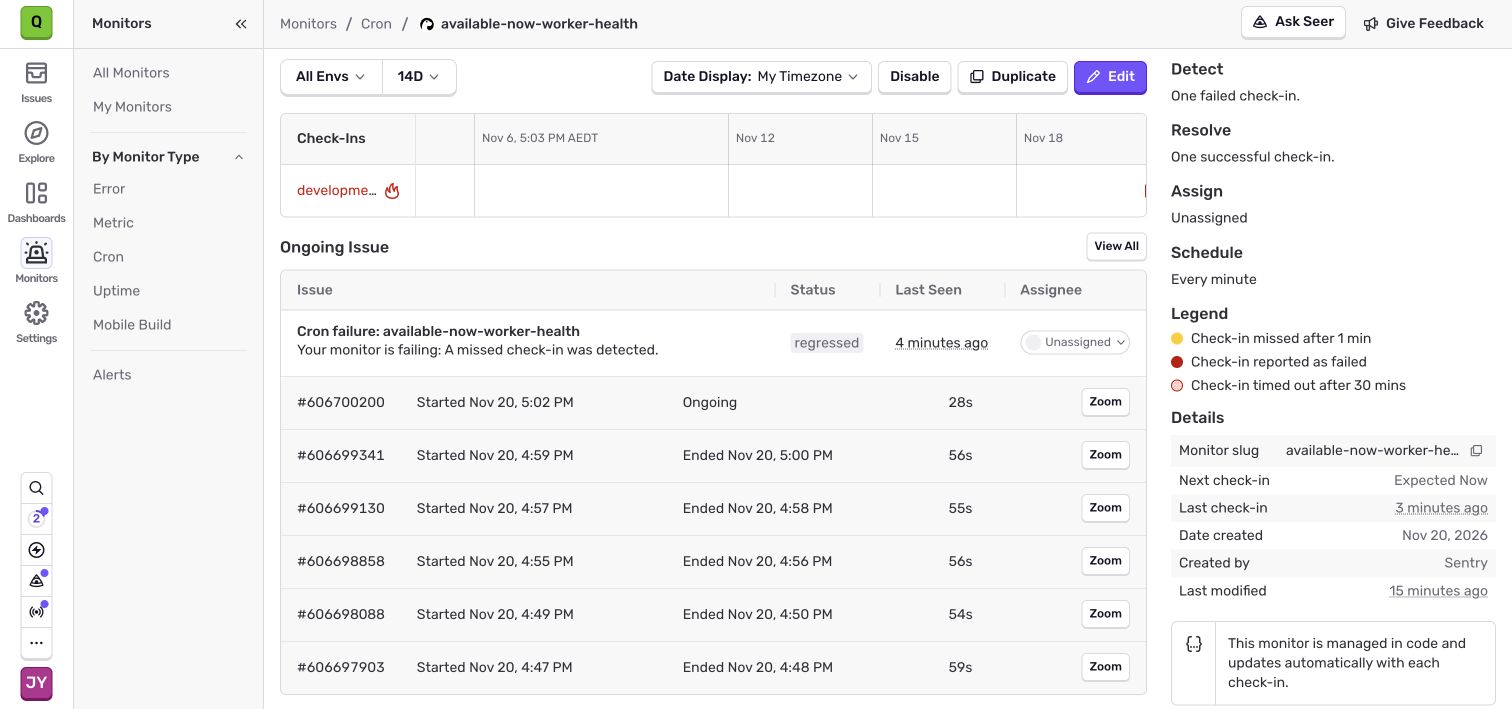 Q
Monitors
Monitors / Cron / available-now-worker-health
Ask Seer
Give Feedback
Issues
Explore
Dashboards
Monitors
Settings
2
JY
All Monitors
My Monitors
By Monitor Type
Error
Metric
Cron
Uptime
Mobile Build
Alerts
All Envs
14D
Date Display: My Timezone
Disable
Duplicate
Edit
Check-Ins
Nov 6, 5:03 PM AEDT
Nov 12
Nov 15
Nov 18
developme...
Ongoing Issue
View All
Issue Status Last Seen Assignee
Cron failure: available-now-worker-health
Your monitor is failing: A missed check-in was detected.
regressed
4 minutes ago
Unassigned
#606700200 Started Nov 20, 5:02 PM Ongoing 28s Zoom
#606699341 Started Nov 20, 4:59 PM Ended Nov 20, 5:00 PM 56s Zoom
#606699130 Started Nov 20, 4:57 PM Ended Nov 20, 4:58 PM 55s Zoom
#606698858 Started Nov 20, 4:55 PM Ended Nov 20, 4:56 PM 56s Zoom
#606698088 Started Nov 20, 4:49 PM Ended Nov 20, 4:50 PM 54s Zoom
#606697903 Started Nov 20, 4:47 PM Ended Nov 20, 4:48 PM 59s Zoom
Detect
One failed check-in.
Resolve
One successful check-in.
Assign
Unassigned
Schedule
Every minute
Legend
Check-in missed after 1 min
Check-in reported as failed
Check-in timed out after 30 mins
Details
Monitor slug available-now-worker-he...
Next check-in Expected Now
Last check-in 3 minutes ago
Date created Nov 20, 2026
Created by Sentry
Last modified 15 minutes ago
This monitor is managed in code and
updates automatically with each
check-in.